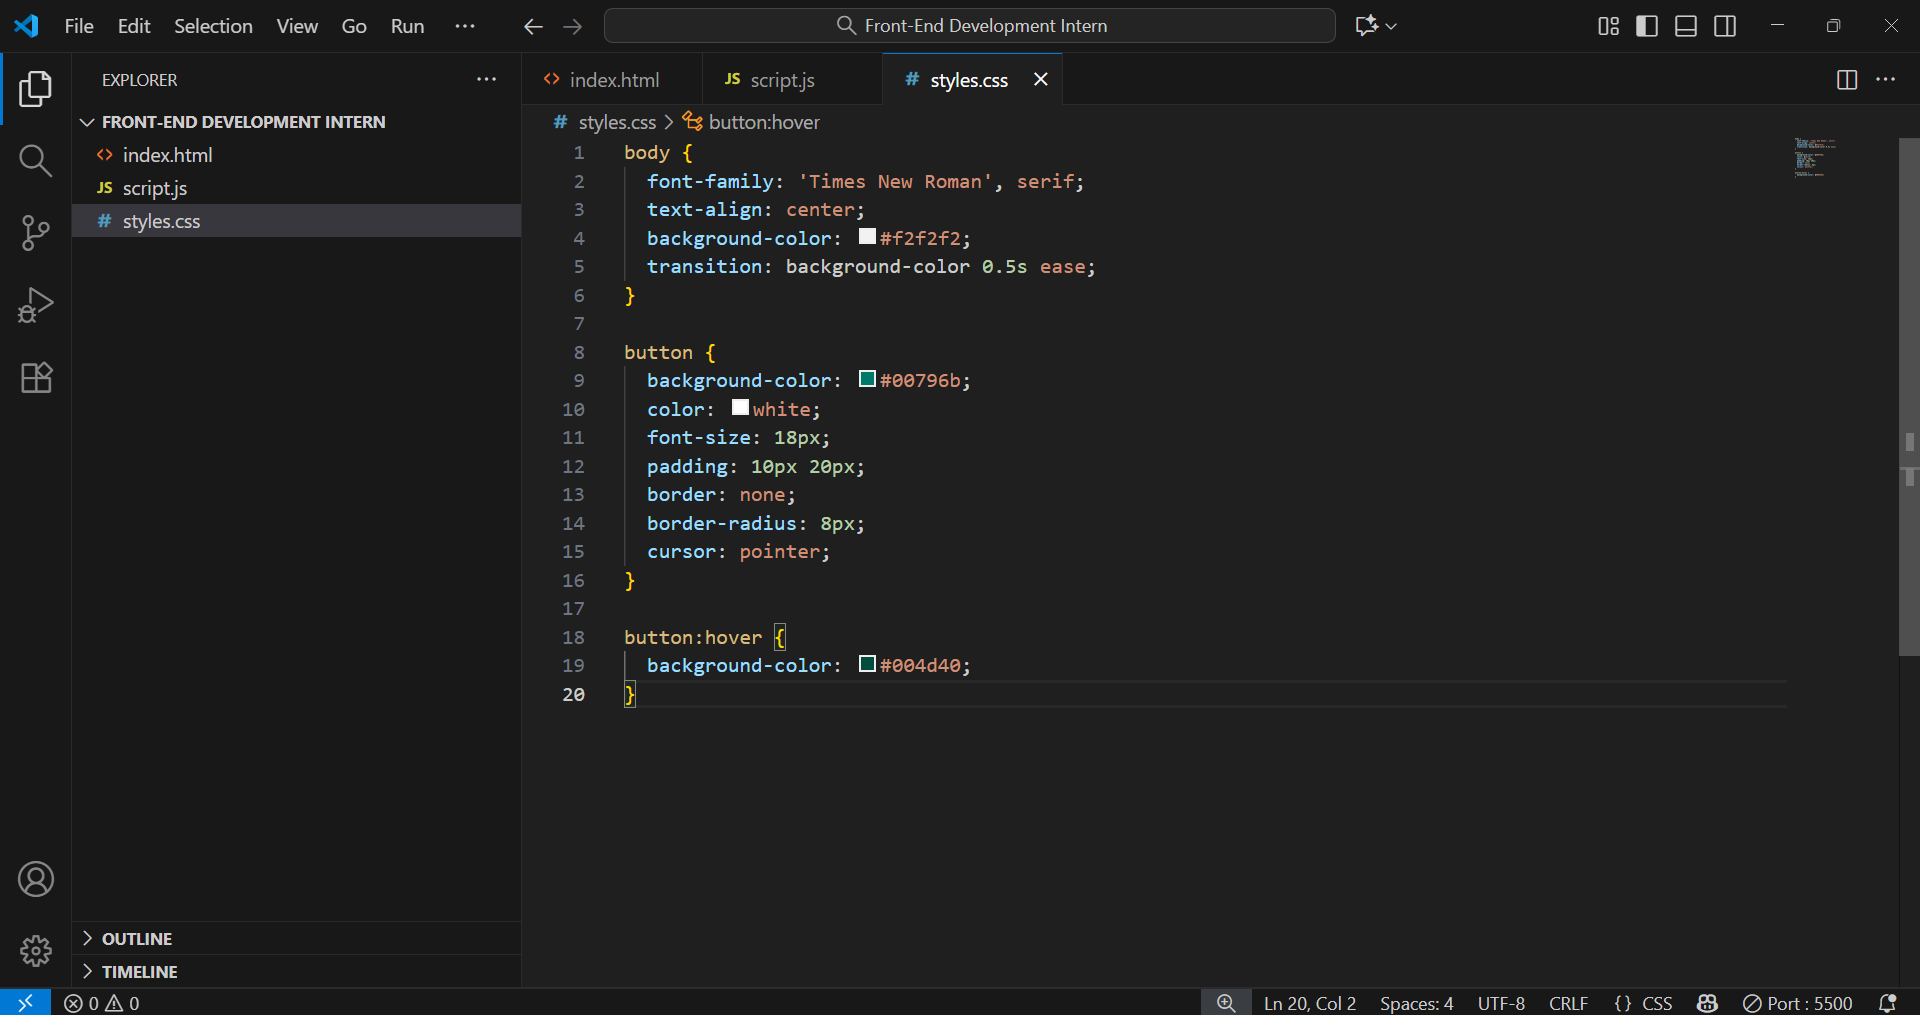 File Edit Selection View Go Run ···
Front-End Development Intern
EXPLORER
FRONT-END DEVELOPMENT INTERN
<> index.html
JS script.js
# styles.css
OUTLINE
TIMELINE
<> index.html JS script.js # styles.css
# styles.css > button:hover
1 body {
2 font-family: 'Times New Roman', serif;
3 text-align: center;
4 background-color: #f2f2f2;
5 transition: background-color 0.5s ease;
6 }
7
8 button {
9 background-color: #00796b;
10 color: white;
11 font-size: 18px;
12 padding: 10px 20px;
13 border: none;
14 border-radius: 8px;
15 cursor: pointer;
16 }
17
18 button:hover {
19 background-color: #004d40;
20 }
0 0 Ln 20, Col 2 Spaces: 4 UTF-8 CRLF {} CSS Port : 5500